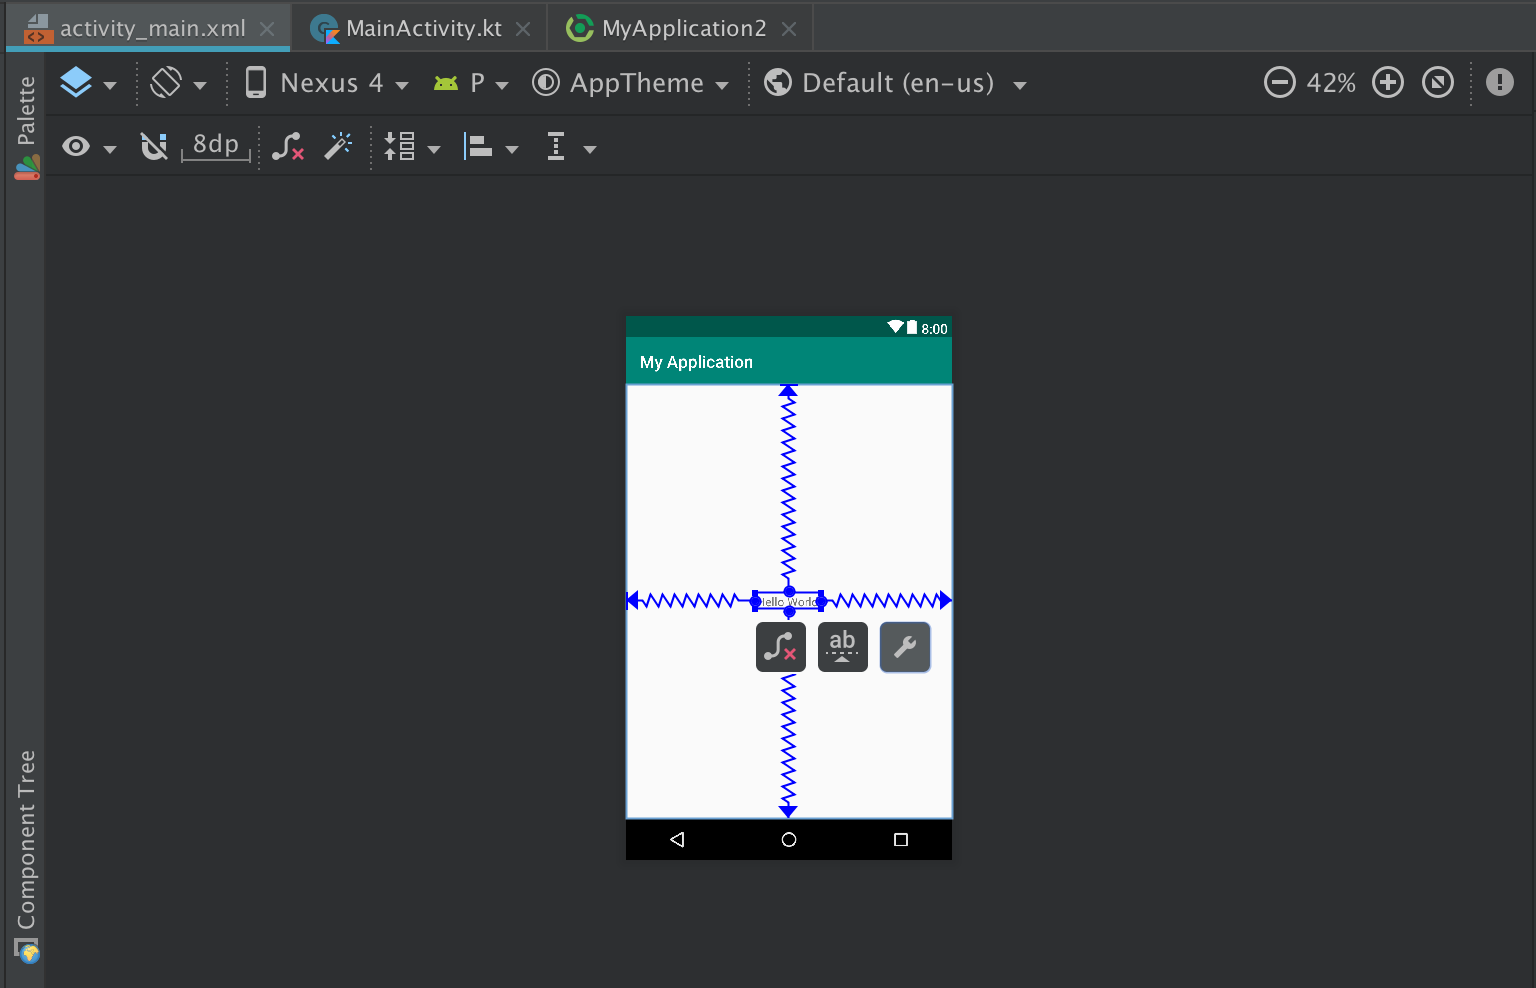 activity_main.xml MainActivity.kt MyApplication2
Palette
Nexus 4 P AppTheme Default (en-us) 42%
8dp
8:00
My Application
Hello World
ab
Component Tree